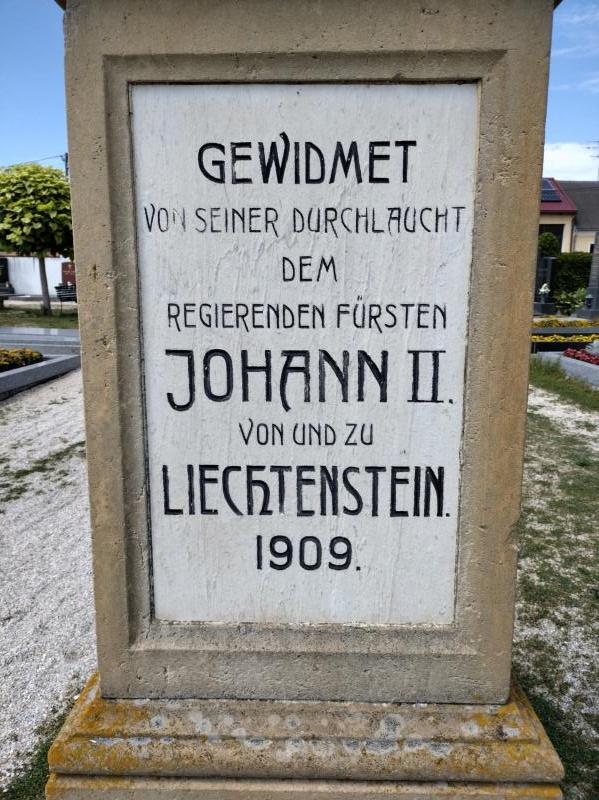 GEWIDMET
VON SEINER DURCHLAUCHT
DEM
REGIERENDEN FÜRSTEN
JOHANN II.
VON UND ZU
LIECHTENSTEIN.
1909.